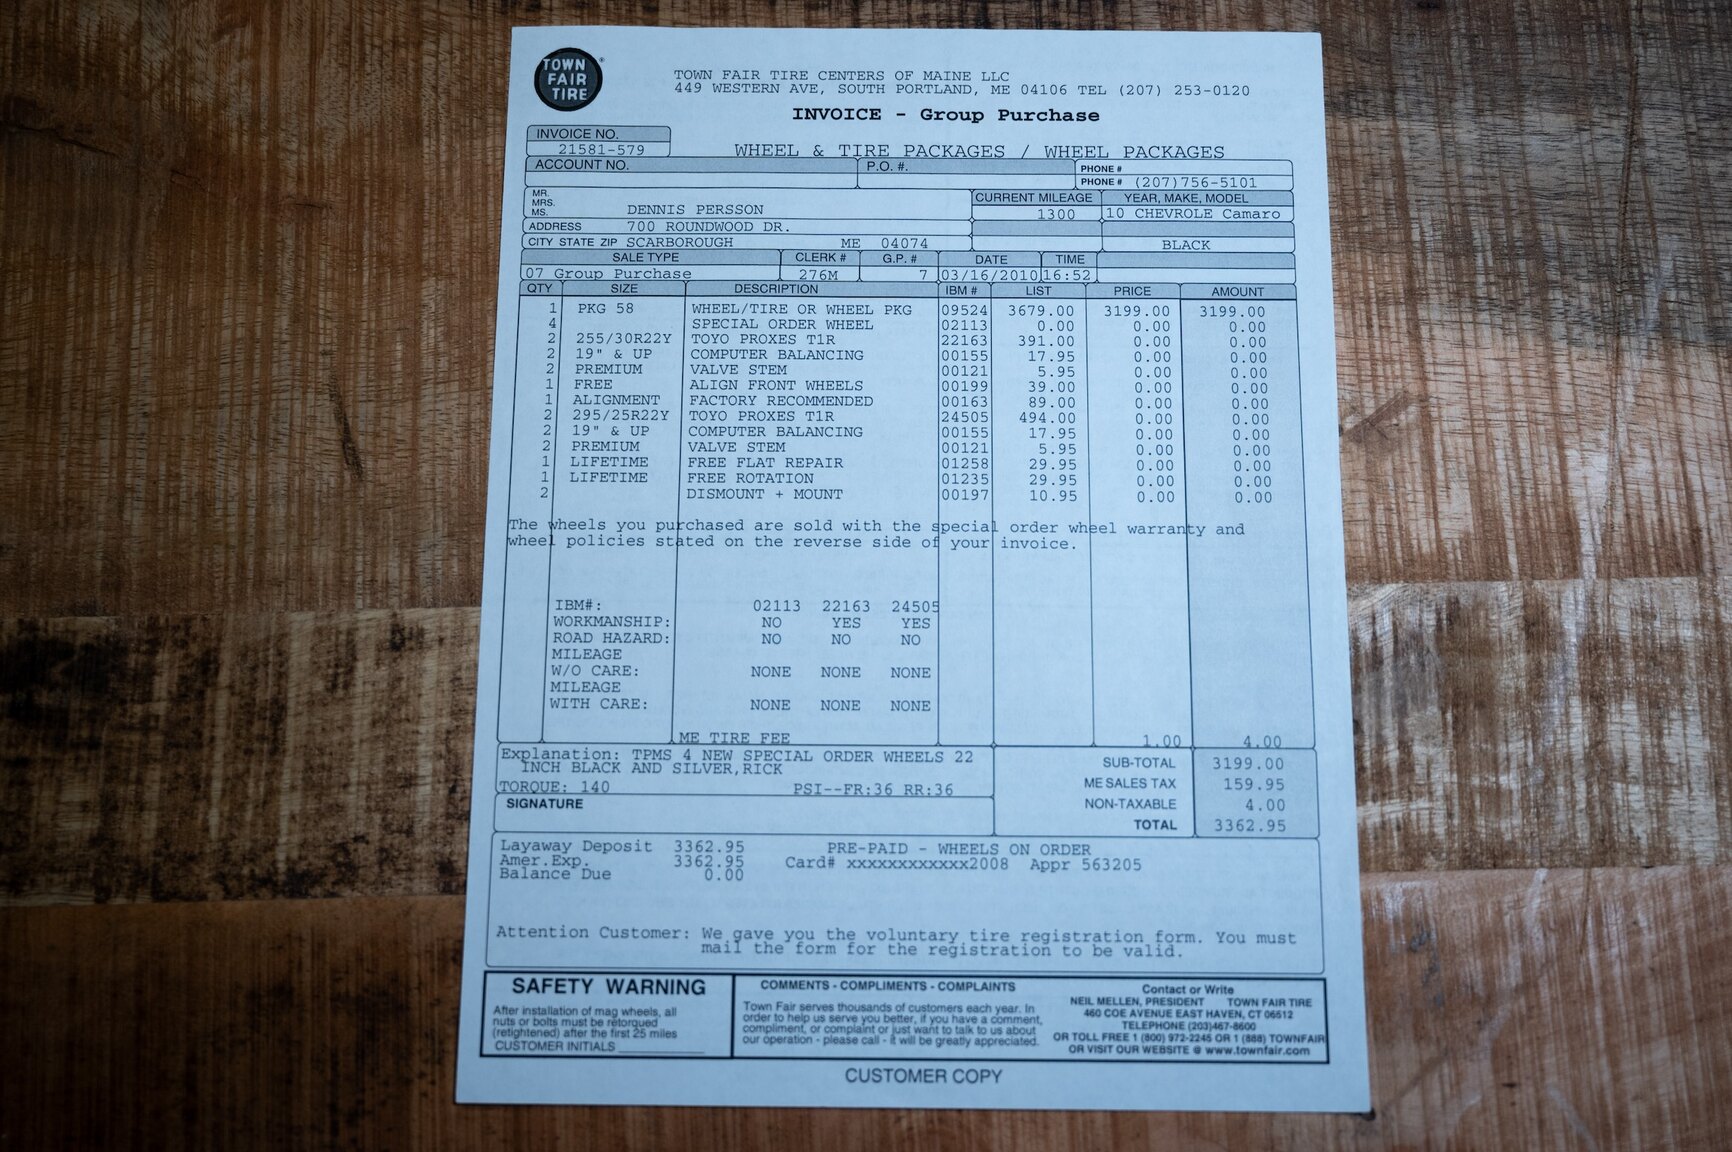 TOWN FAIR TIRE
TOWN FAIR TIRE CENTERS OF MAINE LLC
449 WESTERN AVE, SOUTH PORTLAND, ME 04106 TEL (207) 253-0120
INVOICE - Group Purchase
INVOICE NO.
21581-579
WHEEL & TIRE PACKAGES / WHEEL PACKAGES
ACCOUNT NO. P.O. #. PHONE #
PHONE # (207)756-5101
MR.
MRS.
MS. DENNIS PERSSON
CURRENT MILEAGE YEAR, MAKE, MODEL
1300 10 CHEVROLE Camaro
ADDRESS 700 ROUNDWOOD DR.
CITY STATE ZIP SCARBOROUGH ME 04074 BLACK
SALE TYPE CLERK # G.P. # DATE TIME
07 Group Purchase 276M 7 03/16/2010 16:52
QTY SIZE DESCRIPTION IBM # LIST PRICE AMOUNT
1 PKG 58 WHEEL/TIRE OR WHEEL PKG 09524 3679.00 3199.00 3199.00
4 SPECIAL ORDER WHEEL 02113 0.00 0.00 0.00
2 255/30R22Y TOYO PROXES T1R 22163 391.00 0.00 0.00
2 19" & UP COMPUTER BALANCING 00155 17.95 0.00 0.00
2 PREMIUM VALVE STEM 00121 5.95 0.00 0.00
1 FREE ALIGN FRONT WHEELS 00199 39.00 0.00 0.00
1 ALIGNMENT FACTORY RECOMMENDED 00163 89.00 0.00 0.00
2 295/25R22Y TOYO PROXES T1R 24505 494.00 0.00 0.00
2 19" & UP COMPUTER BALANCING 00155 17.95 0.00 0.00
2 PREMIUM VALVE STEM 00121 5.95 0.00 0.00
1 LIFETIME FREE FLAT REPAIR 01258 29.95 0.00 0.00
1 LIFETIME FREE ROTATION 01235 29.95 0.00 0.00
2 DISMOUNT + MOUNT 00197 10.95 0.00 0.00
The wheels you purchased are sold with the special order wheel warranty and
wheel policies stated on the reverse side of your invoice.
IBM#: 02113 22163 24505
WORKMANSHIP: NO YES YES
ROAD HAZARD: NO NO NO
MILEAGE
W/O CARE: NONE NONE NONE
MILEAGE
WITH CARE: NONE NONE NONE
ME TIRE FEE 1.00 4.00
Explanation: TPMS 4 NEW SPECIAL ORDER WHEELS 22
INCH BLACK AND SILVER,RICK
TORQUE: 140 PSI--FR:36 RR:36
SIGNATURE
SUB-TOTAL 3199.00
ME SALES TAX 159.95
NON-TAXABLE 4.00
TOTAL 3362.95
Layaway Deposit 3362.95 PRE-PAID - WHEELS ON ORDER
Amer.Exp. 3362.95 Card# xxxxxxxxxxxx2008 Appr 563205
Balance Due 0.00
Attention Customer: We gave you the voluntary tire registration form. You must
mail the form for the registration to be valid.
SAFETY WARNING
After installation of mag wheels, all
nuts or bolts must be retorqued
(retightened) after the first 25 miles
CUSTOMER INITIALS
COMMENTS - COMPLIMENTS - COMPLAINTS
Town Fair serves thousands of customers each year. In
order to help us serve you better, if you have a comment,
compliment, or complaint or just want to talk to us about
our operation - please call - it will be greatly appreciated.
Contact or Write
NEIL MELLEN, PRESIDENT TOWN FAIR TIRE
460 COE AVENUE EAST HAVEN, CT 06512
TELEPHONE (203)467-8600
OR TOLL FREE 1 (800) 972-2245 OR 1 (888) TOWNFAIR
OR VISIT OUR WEBSITE @ www.townfair.com
CUSTOMER COPY